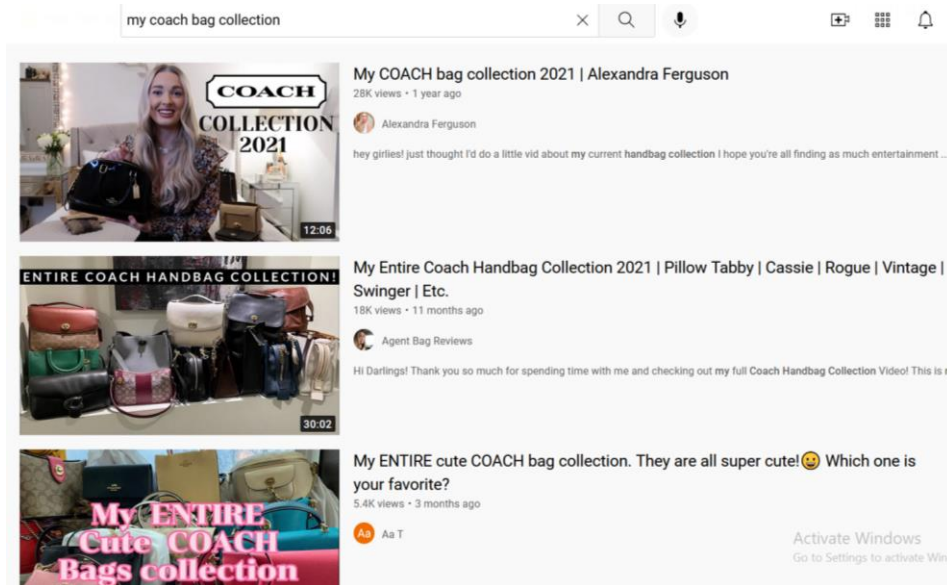 my coach bag collection
COACH
COLLECTION
2021
12:06
My COACH bag collection 2021 | Alexandra Ferguson
28K views • 1 year ago
Alexandra Ferguson
hey girlies! just thought I'd do a little vid about my current handbag collection I hope you're all finding as much entertainment ...
ENTIRE COACH HANDBAG COLLECTION!
30:02
My Entire Coach Handbag Collection 2021 | Pillow Tabby | Cassie | Rogue | Vintage |
Swinger | Etc.
18K views • 11 months ago
Agent Bag Reviews
Hi Darlings! Thank you so much for spending time with me and checking out my full Coach Handbag Collection Video! This is
My ENTIRE
Cute COACH
Bags collection
My ENTIRE cute COACH bag collection. They are all super cute!😀 Which one is
your favorite?
5.4K views • 3 months ago
Aa
Aa T
Activate Windows
Go to Settings to activate Win